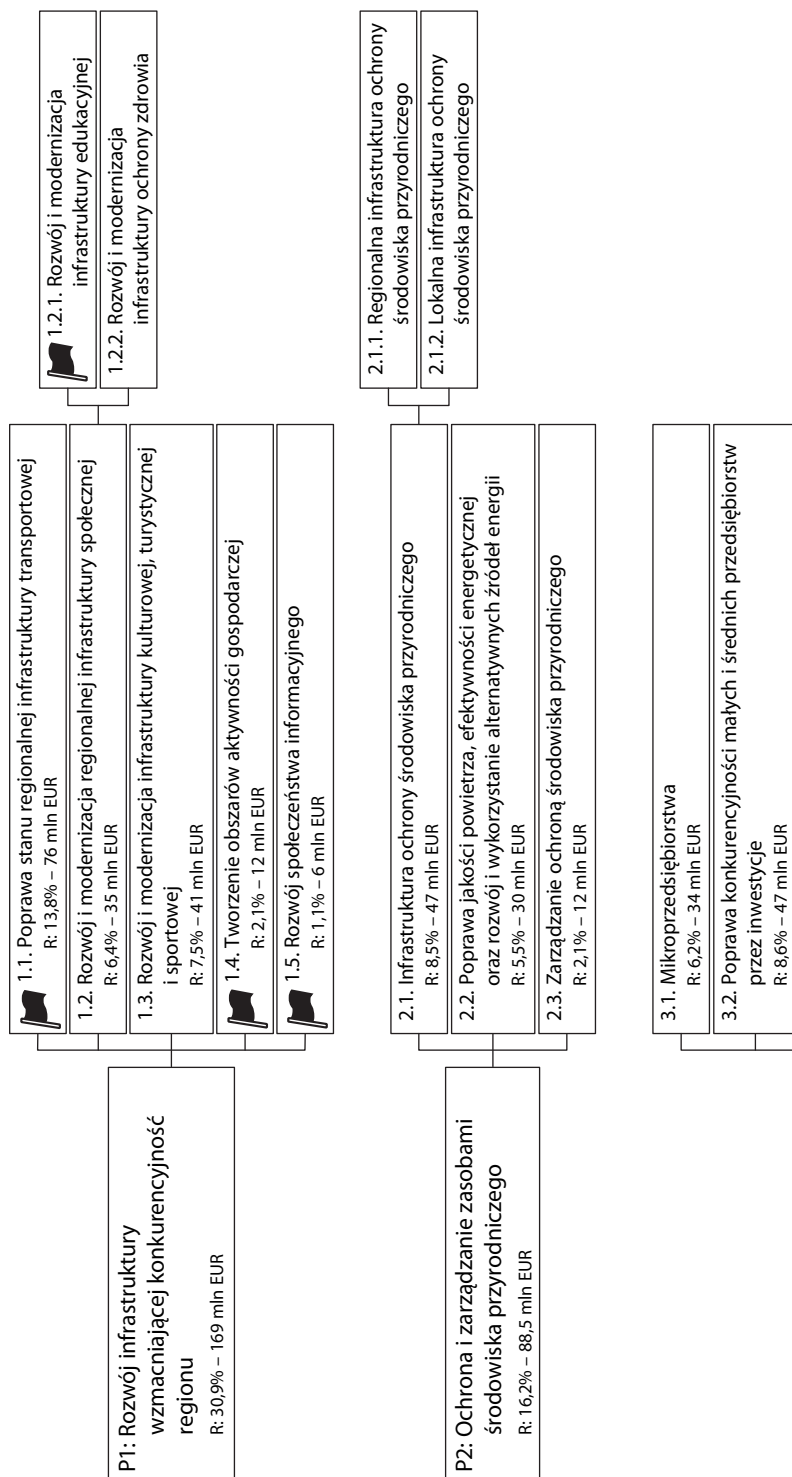 P1: Rozwój infrastruktury
wzmacniającej konkurencyjność
regionu
R: 30,9% – 169 mln EUR
1.1. Poprawa stanu regionalnej infrastruktury transportowej
R: 13,8% – 76 mln EUR
1.2. Rozwój i modernizacja regionalnej infrastruktury społecznej
R: 6,4% – 35 mln EUR
1.3. Rozwój i modernizacja infrastruktury kulturowej, turystycznej
i sportowej
R: 7,5% – 41 mln EUR
1.4. Tworzenie obszarów aktywności gospodarczej
R: 2,1% – 12 mln EUR
1.5. Rozwój społeczeństwa informacyjnego
R: 1,1% – 6 mln EUR
1.2.1. Rozwój i modernizacja
infrastruktury edukacyjnej
1.2.2. Rozwój i modernizacja
infrastruktury ochrony zdrowia
P2: Ochrona i zarządzanie zasobami
środowiska przyrodniczego
R: 16,2% – 88,5 mln EUR
2.1. Infrastruktura ochrony środowiska przyrodniczego
R: 8,5% – 47 mln EUR
2.2. Poprawa jakości powietrza, efektywności energetycznej
oraz rozwój i wykorzystanie alternatywnych źródeł energii
R: 5,5% – 30 mln EUR
2.3. Zarządzanie ochroną środowiska przyrodniczego
R: 2,1% – 12 mln EUR
2.1.1. Regionalna infrastruktura ochrony
środowiska przyrodniczego
2.1.2. Lokalna infrastruktura ochrony
środowiska przyrodniczego
3.1. Mikroprzedsiębiorstwa
R: 6,2% – 34 mln EUR
3.2. Poprawa konkurencyjności małych i średnich przedsiębiorstw
przez inwestycje
R: 8,6% – 47 mln EUR